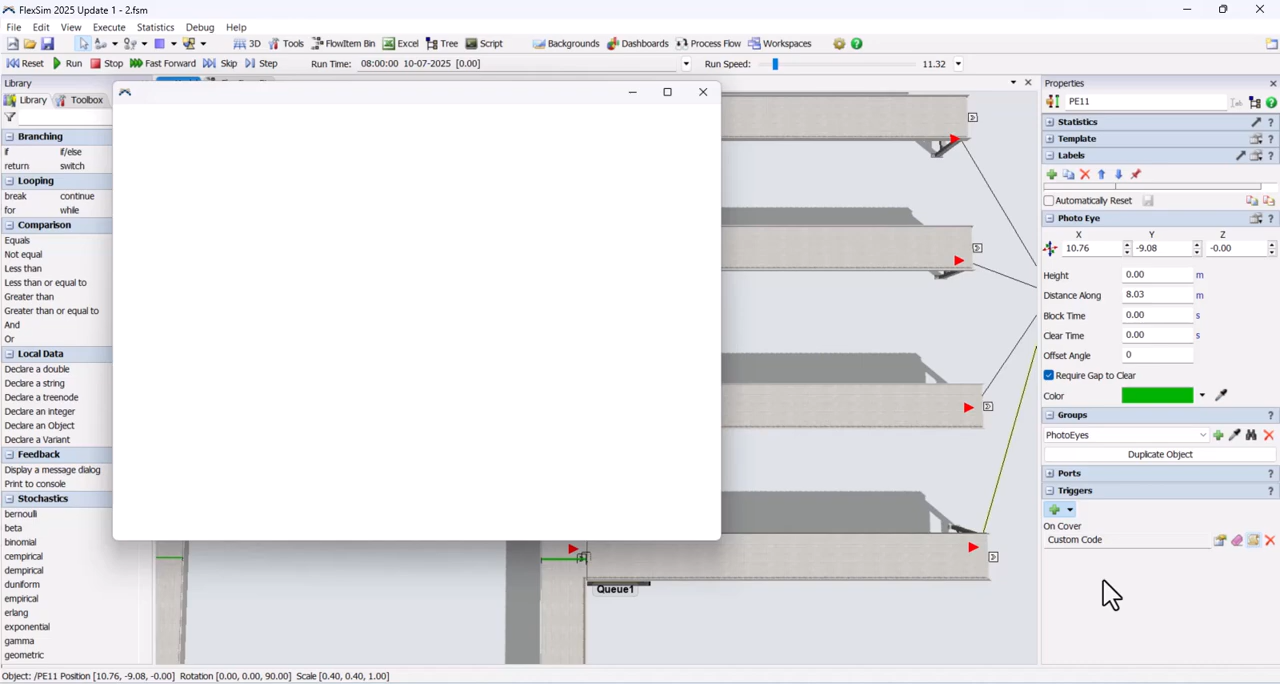 FlexSim 2025 Update 1 - 2.fsm
File Edit View Execute Statistics Debug Help
3D Tools FlowItem Bin Excel Tree Script Backgrounds Dashboards Process Flow Workspaces
Reset Run Stop Fast Forward Skip Step Run Time: 08:00:00 10-07-2025 [0.00] Run Speed: 11.32
Library
Library Toolbox
Branching
if if/else
return switch
Looping
break continue
for while
Comparison
Equals
Not equal
Less than
Less than or equal to
Greater than
Greater than or equal to
And
Or
Local Data
Declare a double
Declare a string
Declare a treenode
Declare an integer
Declare an Object
Declare a Variant
Feedback
Display a message dialog
Print to console
Stochastics
bernoulli
beta
binomial
cempirical
dempirical
duniform
empirical
erlang
exponential
gamma
geometric
Queue1
Properties
PE11
Statistics
Template
Labels
Automatically Reset
Photo Eye
X Y Z
10.76 -9.08 -0.00
Height 0.00 m
Distance Along 8.03 m
Block Time 0.00 s
Clear Time 0.00 s
Offset Angle 0
Require Gap to Clear
Color
Groups
PhotoEyes
Duplicate Object
Ports
Triggers
On Cover
Custom Code
Object: /PE11 Position [10.76, -9.08, -0.00] Rotation [0.00, 0.00, 90.00] Scale [0.40, 0.40, 1.00]